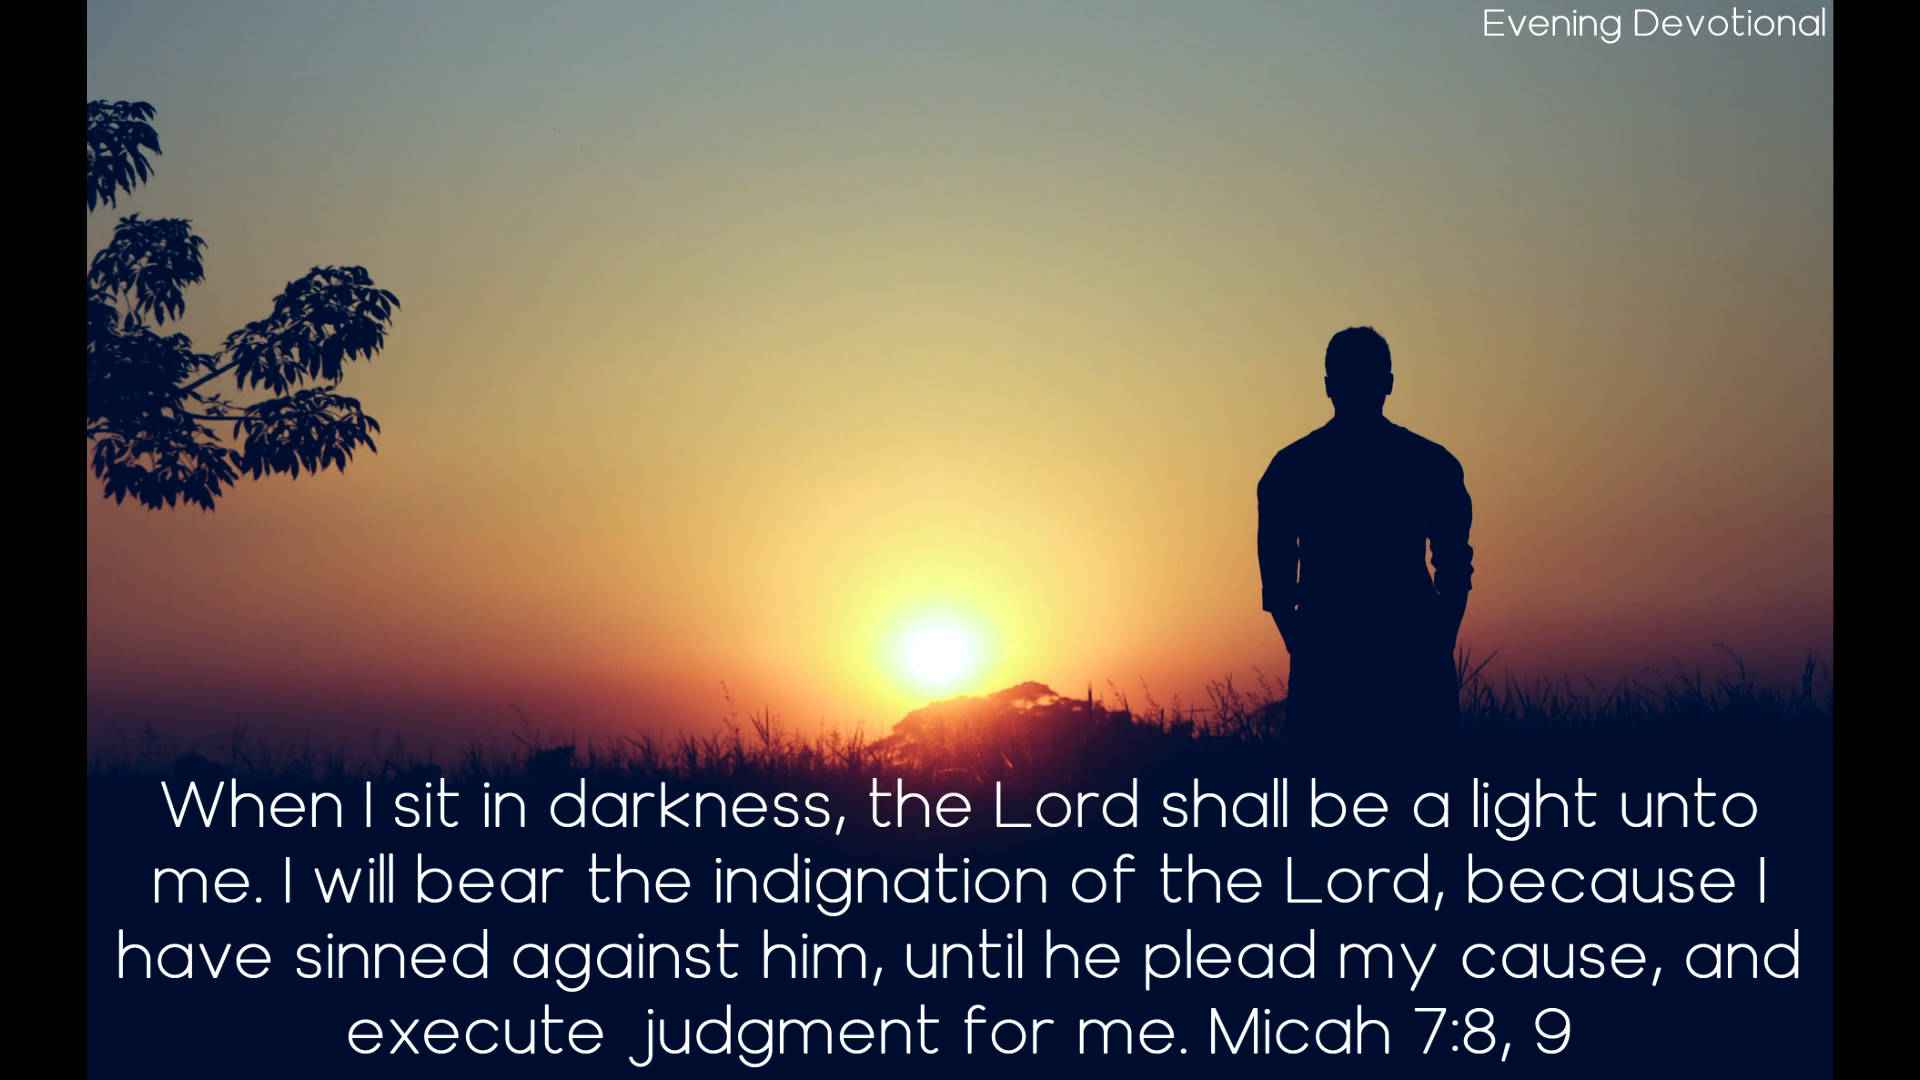 Evening Devotional
When I sit in darkness, the Lord shall be a light unto
me. I will bear the indignation of the Lord, because I
have sinned against him, until he plead my cause, and
execute judgment for me. Micah 7:8, 9